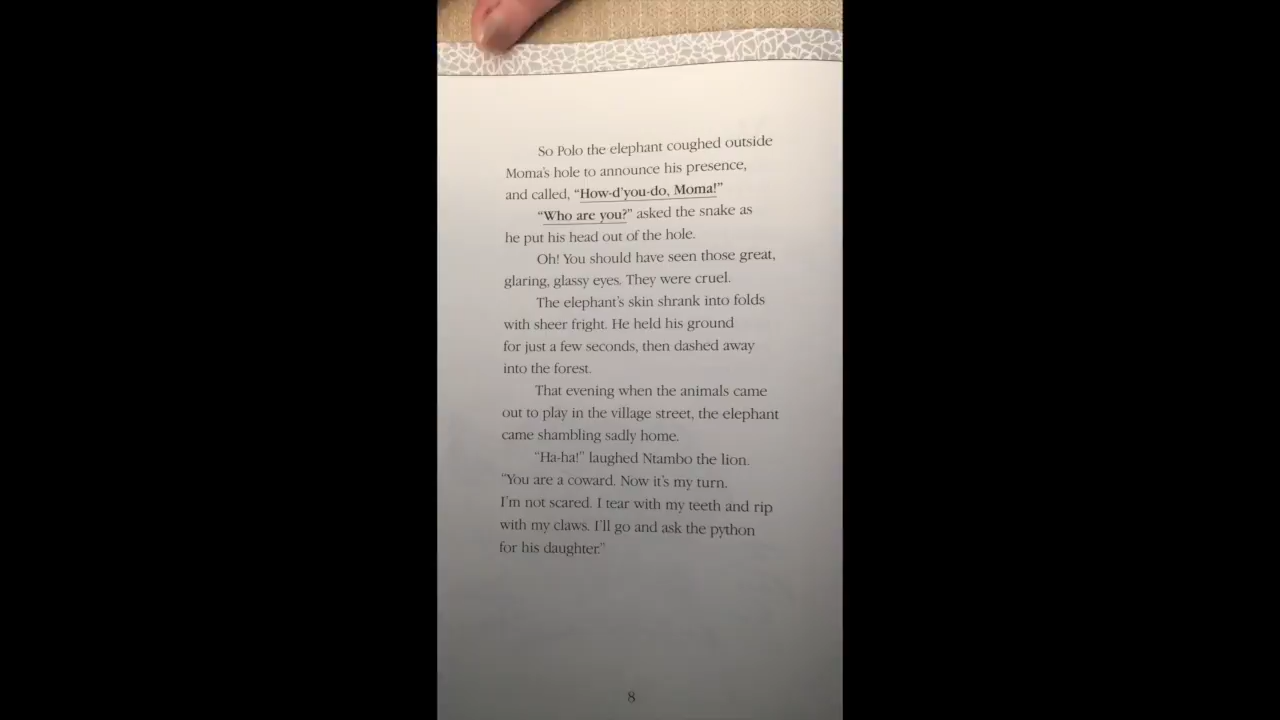 So Polo the elephant coughed outside
Moma's hole to announce his presence,
and called, “How-d'you-do, Moma!”
“Who are you?” asked the snake as
he put his head out of the hole.
Oh! You should have seen those great,
glaring, glassy eyes. They were cruel.
The elephant's skin shrank into folds
with sheer fright. He held his ground
for just a few seconds, then dashed away
into the forest.
That evening when the animals came
out to play in the village street, the elephant
came shambling sadly home.
“Ha-ha!” laughed Ntambo the lion.
“You are a coward. Now it's my turn.
I'm not scared. I tear with my teeth and rip
with my claws. I'll go and ask the python
for his daughter.”
8